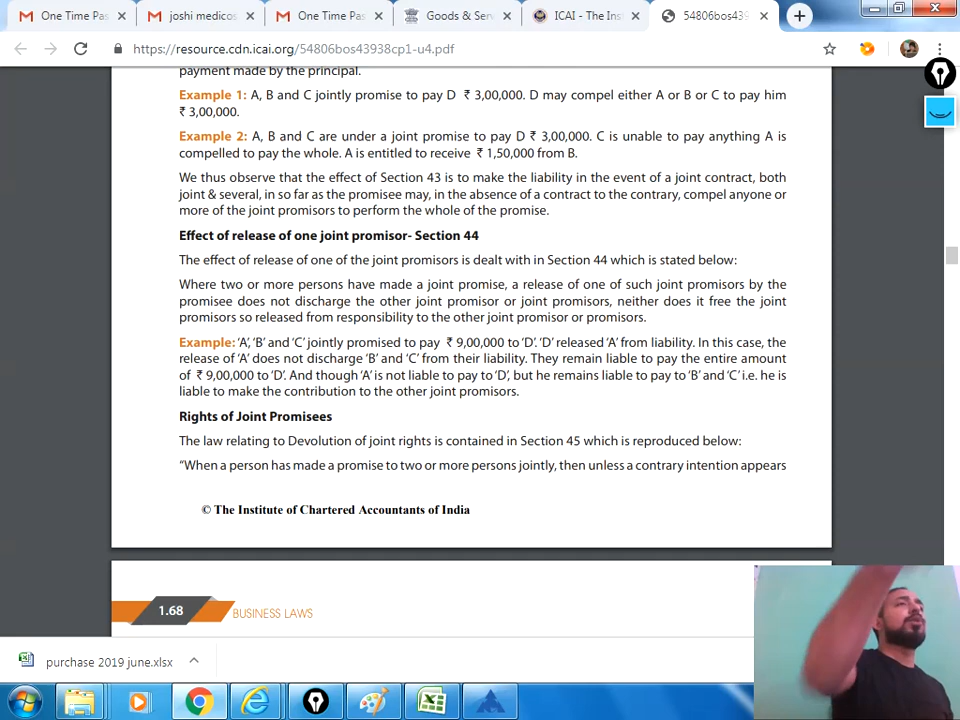 One Time Pas
joshi medicos
One Time Pas
Goods & Serv
ICAI - The Ins
54806bos439
https://resource.cdn.icai.org/54806bos43938cp1-u4.pdf
payment made by the principal.
Example 1: A, B and C jointly promise to pay D ₹ 3,00,000. D may compel either A or B or C to pay him
₹ 3,00,000.
Example 2: A, B and C are under a joint promise to pay D ₹ 3,00,000. C is unable to pay anything A is
compelled to pay the whole. A is entitled to receive ₹ 1,50,000 from B.
We thus observe that the effect of Section 43 is to make the liability in the event of a joint contract, both
joint & several, in so far as the promisee may, in the absence of a contract to the contrary, compel anyone or
more of the joint promisors to perform the whole of the promise.
Effect of release of one joint promisor- Section 44
The effect of release of one of the joint promisors is dealt with in Section 44 which is stated below:
Where two or more persons have made a joint promise, a release of one of such joint promisors by the
promisee does not discharge the other joint promisor or joint promisors, neither does it free the joint
promisors so released from responsibility to the other joint promisor or promisors.
Example: ‘A’, ‘B’ and ‘C’ jointly promised to pay ₹ 9,00,000 to ‘D’. ‘D’ released ‘A’ from liability. In this case, the
release of ‘A’ does not discharge ‘B’ and ‘C’ from their liability. They remain liable to pay the entire amount
of ₹ 9,00,000 to ‘D’. And though ‘A’ is not liable to pay to ‘D’, but he remains liable to pay to ‘B’ and ‘C’ i.e. he is
liable to make the contribution to the other joint promisors.
Rights of Joint Promisees
The law relating to Devolution of joint rights is contained in Section 45 which is reproduced below:
“When a person has made a promise to two or more persons jointly, then unless a contrary intention appears
© The Institute of Chartered Accountants of India
1.68
BUSINESS LAWS
purchase 2019 june.xlsx